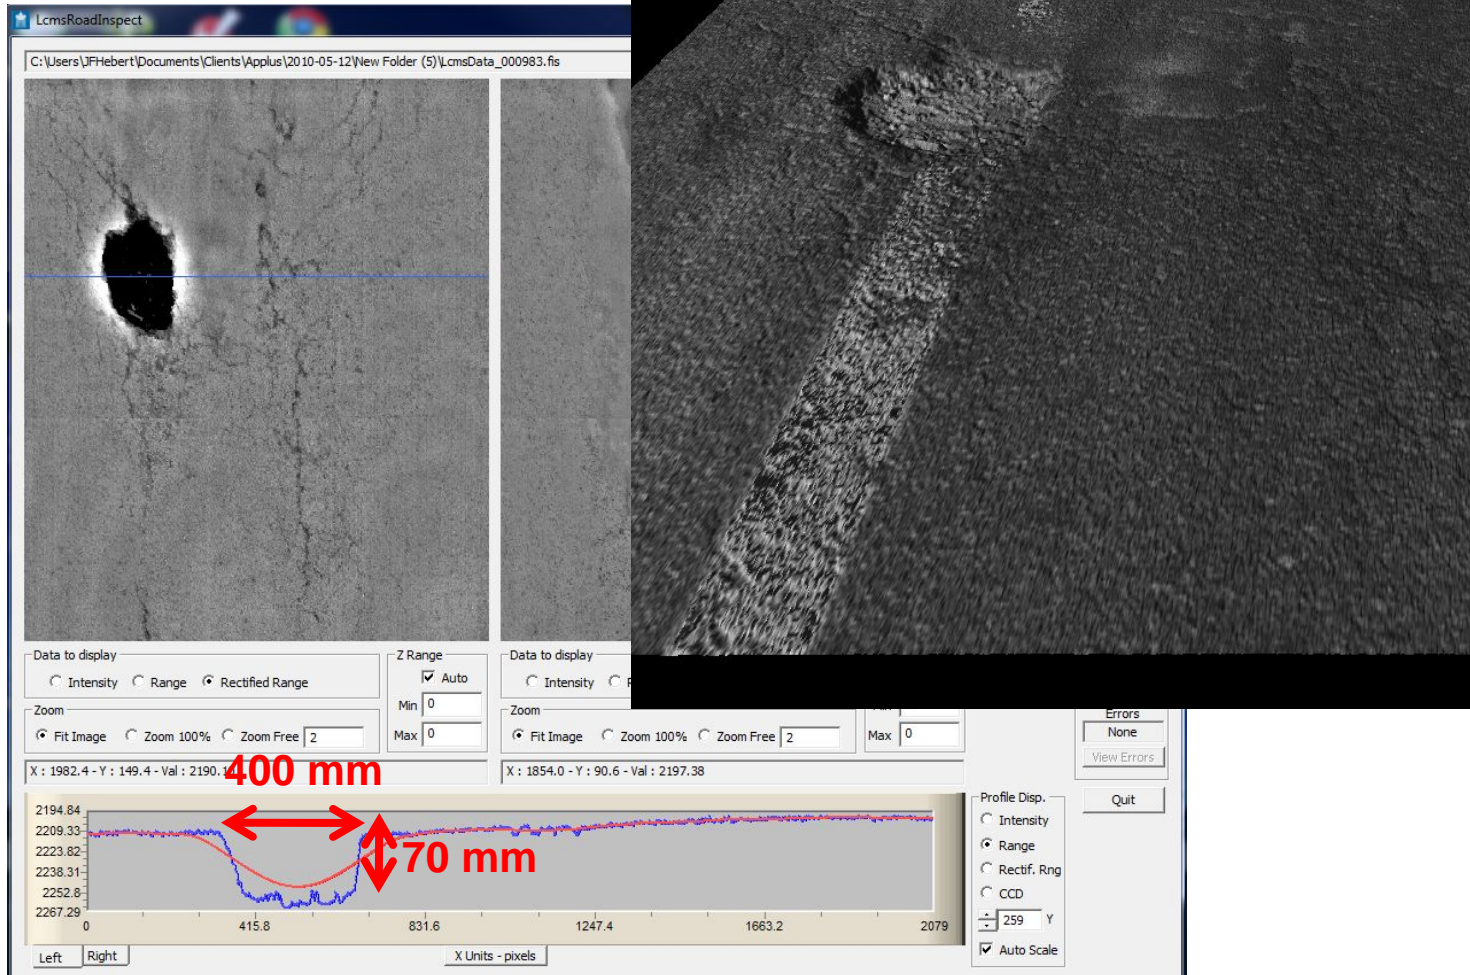 LcmsRoadInspect
C:\Users\JFHebert\Documents\Clients\Applus\2010-05-12\New Folder (5)\LcmsData_000983.fis
Data to display
Intensity Range Rectified Range
Z Range
Auto
Min 0
Max 0
Zoom
Fit Image Zoom 100% Zoom Free 2
Data to display
Intensity
Zoom
Fit Image Zoom 100% Zoom Free 2
Max 0
Errors
None
View Errors
Quit
X : 1982.4 - Y : 149.4 - Val : 2190.1
X : 1854.0 - Y : 90.6 - Val : 2197.38
400 mm
70 mm
2194.84
2209.33
2223.82
2238.31
2252.8
2267.29
0 415.8 831.6 1247.4 1663.2 2079
Profile Disp.
Intensity
Range
Rectif. Rng
CCD
259 Y
Auto Scale
Left Right
X Units - pixels